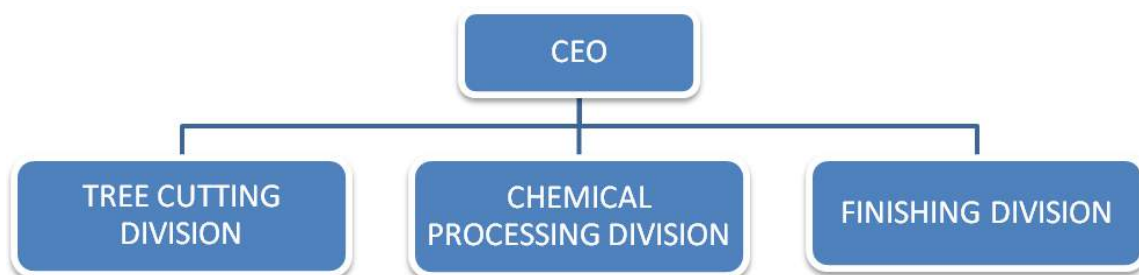 CEO
TREE CUTTING
DIVISION
CHEMICAL
PROCESSING DIVISION
FINISHING DIVISION